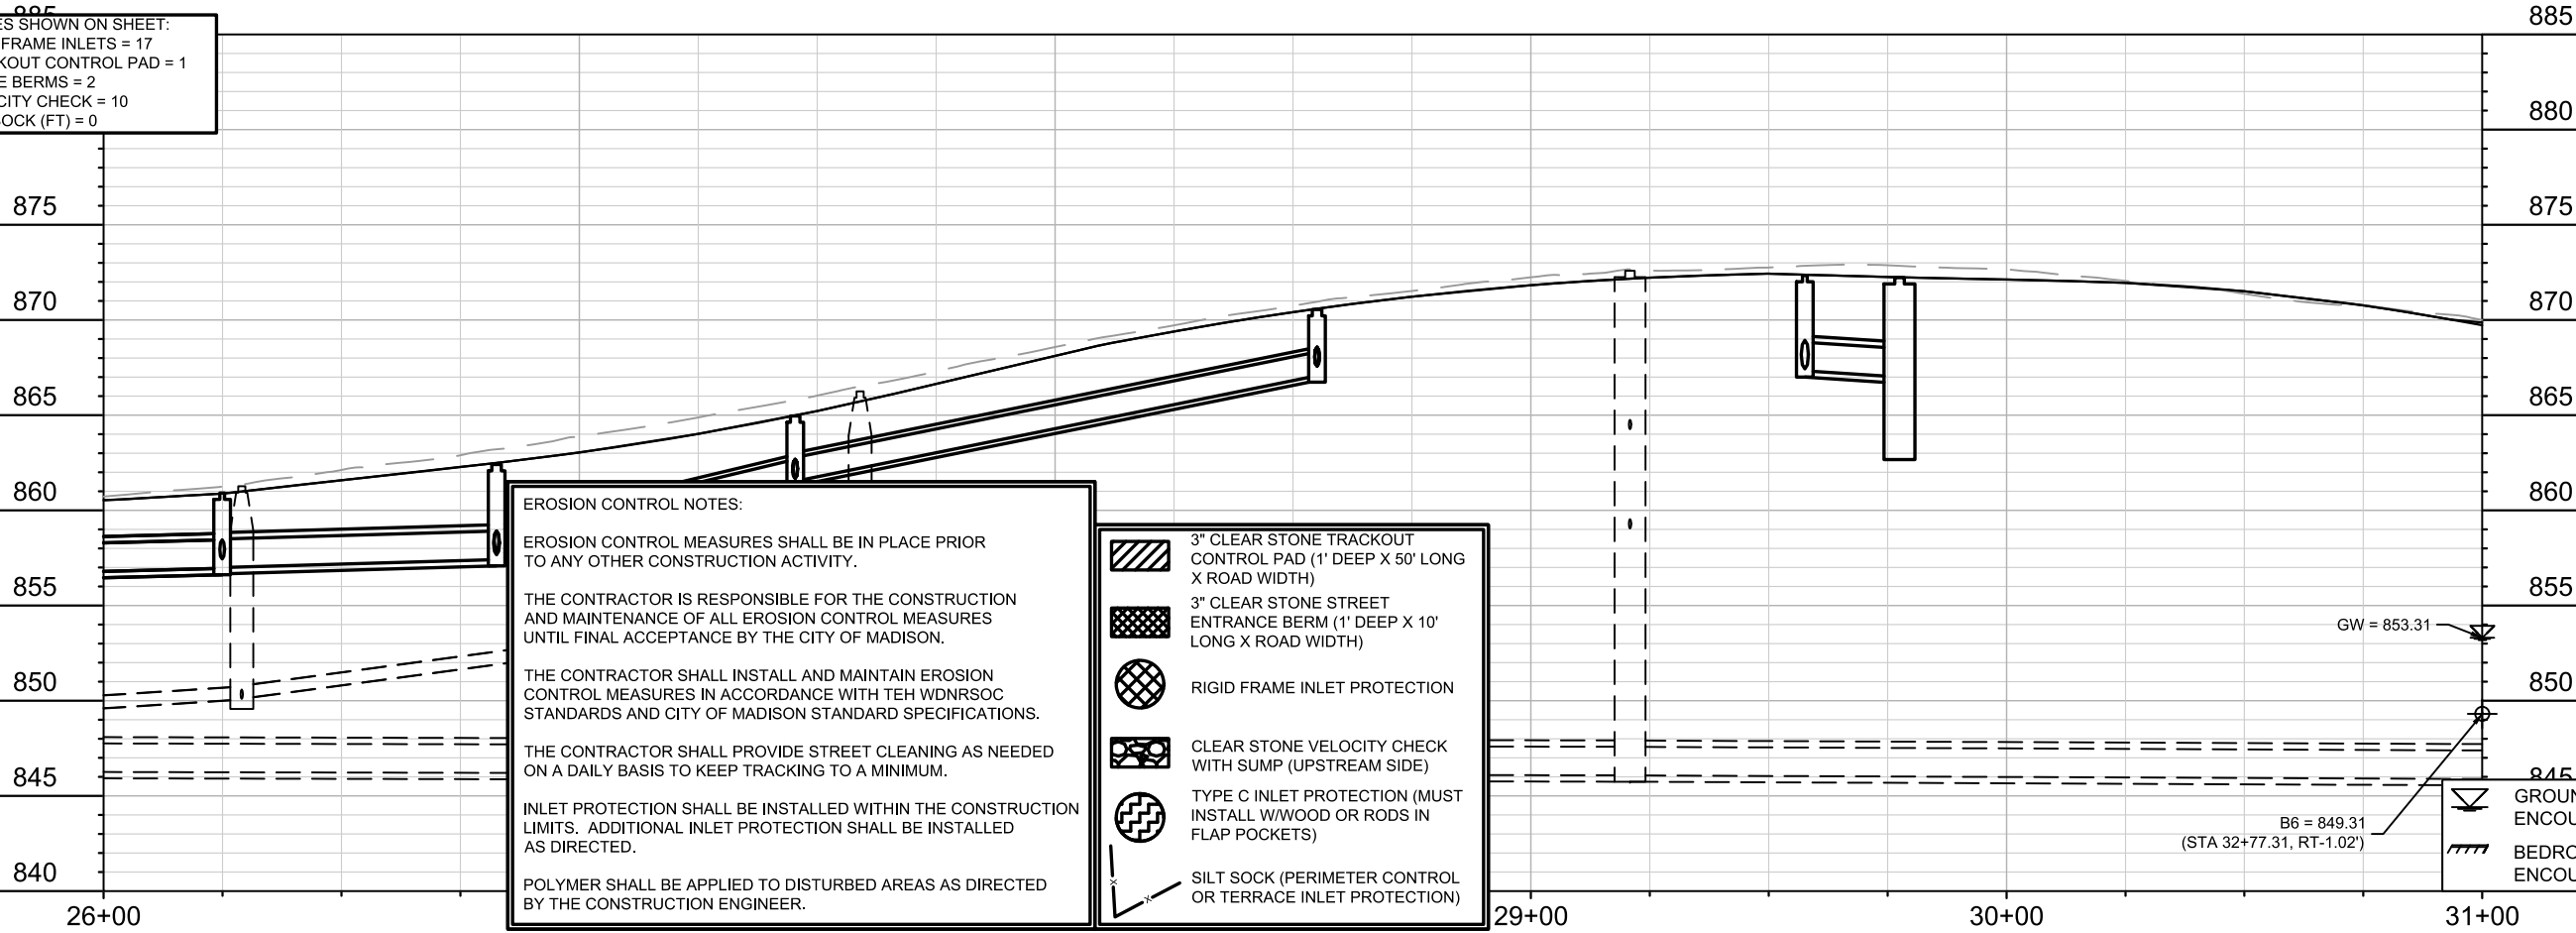 885
ES SHOWN ON SHEET:
FRAME INLETS = 17
KOUT CONTROL PAD = 1
E BERMS = 2
CITY CHECK = 10
OCK (FT) = 0
875
870
865
860
855
850
845
840
885
880
875
870
865
860
855
850
845
EROSION CONTROL NOTES:
EROSION CONTROL MEASURES SHALL BE IN PLACE PRIOR
TO ANY OTHER CONSTRUCTION ACTIVITY.
THE CONTRACTOR IS RESPONSIBLE FOR THE CONSTRUCTION
AND MAINTENANCE OF ALL EROSION CONTROL MEASURES
UNTIL FINAL ACCEPTANCE BY THE CITY OF MADISON.
THE CONTRACTOR SHALL INSTALL AND MAINTAIN EROSION
CONTROL MEASURES IN ACCORDANCE WITH TEH WDNRSOC
STANDARDS AND CITY OF MADISON STANDARD SPECIFICATIONS.
THE CONTRACTOR SHALL PROVIDE STREET CLEANING AS NEEDED
ON A DAILY BASIS TO KEEP TRACKING TO A MINIMUM.
INLET PROTECTION SHALL BE INSTALLED WITHIN THE CONSTRUCTION
LIMITS. ADDITIONAL INLET PROTECTION SHALL BE INSTALLED
AS DIRECTED.
POLYMER SHALL BE APPLIED TO DISTURBED AREAS AS DIRECTED
BY THE CONSTRUCTION ENGINEER.
3" CLEAR STONE TRACKOUT
CONTROL PAD (1' DEEP X 50' LONG
X ROAD WIDTH)
3" CLEAR STONE STREET
ENTRANCE BERM (1' DEEP X 10'
LONG X ROAD WIDTH)
RIGID FRAME INLET PROTECTION
CLEAR STONE VELOCITY CHECK
WITH SUMP (UPSTREAM SIDE)
TYPE C INLET PROTECTION (MUST
INSTALL W/WOOD OR RODS IN
FLAP POCKETS)
SILT SOCK (PERIMETER CONTROL
OR TERRACE INLET PROTECTION)
GW = 853.31
B6 = 849.31
(STA 32+77.31, RT-1.02')
GROUN
ENCOU
BEDRO
ENCOU
26+00
29+00
30+00
31+00